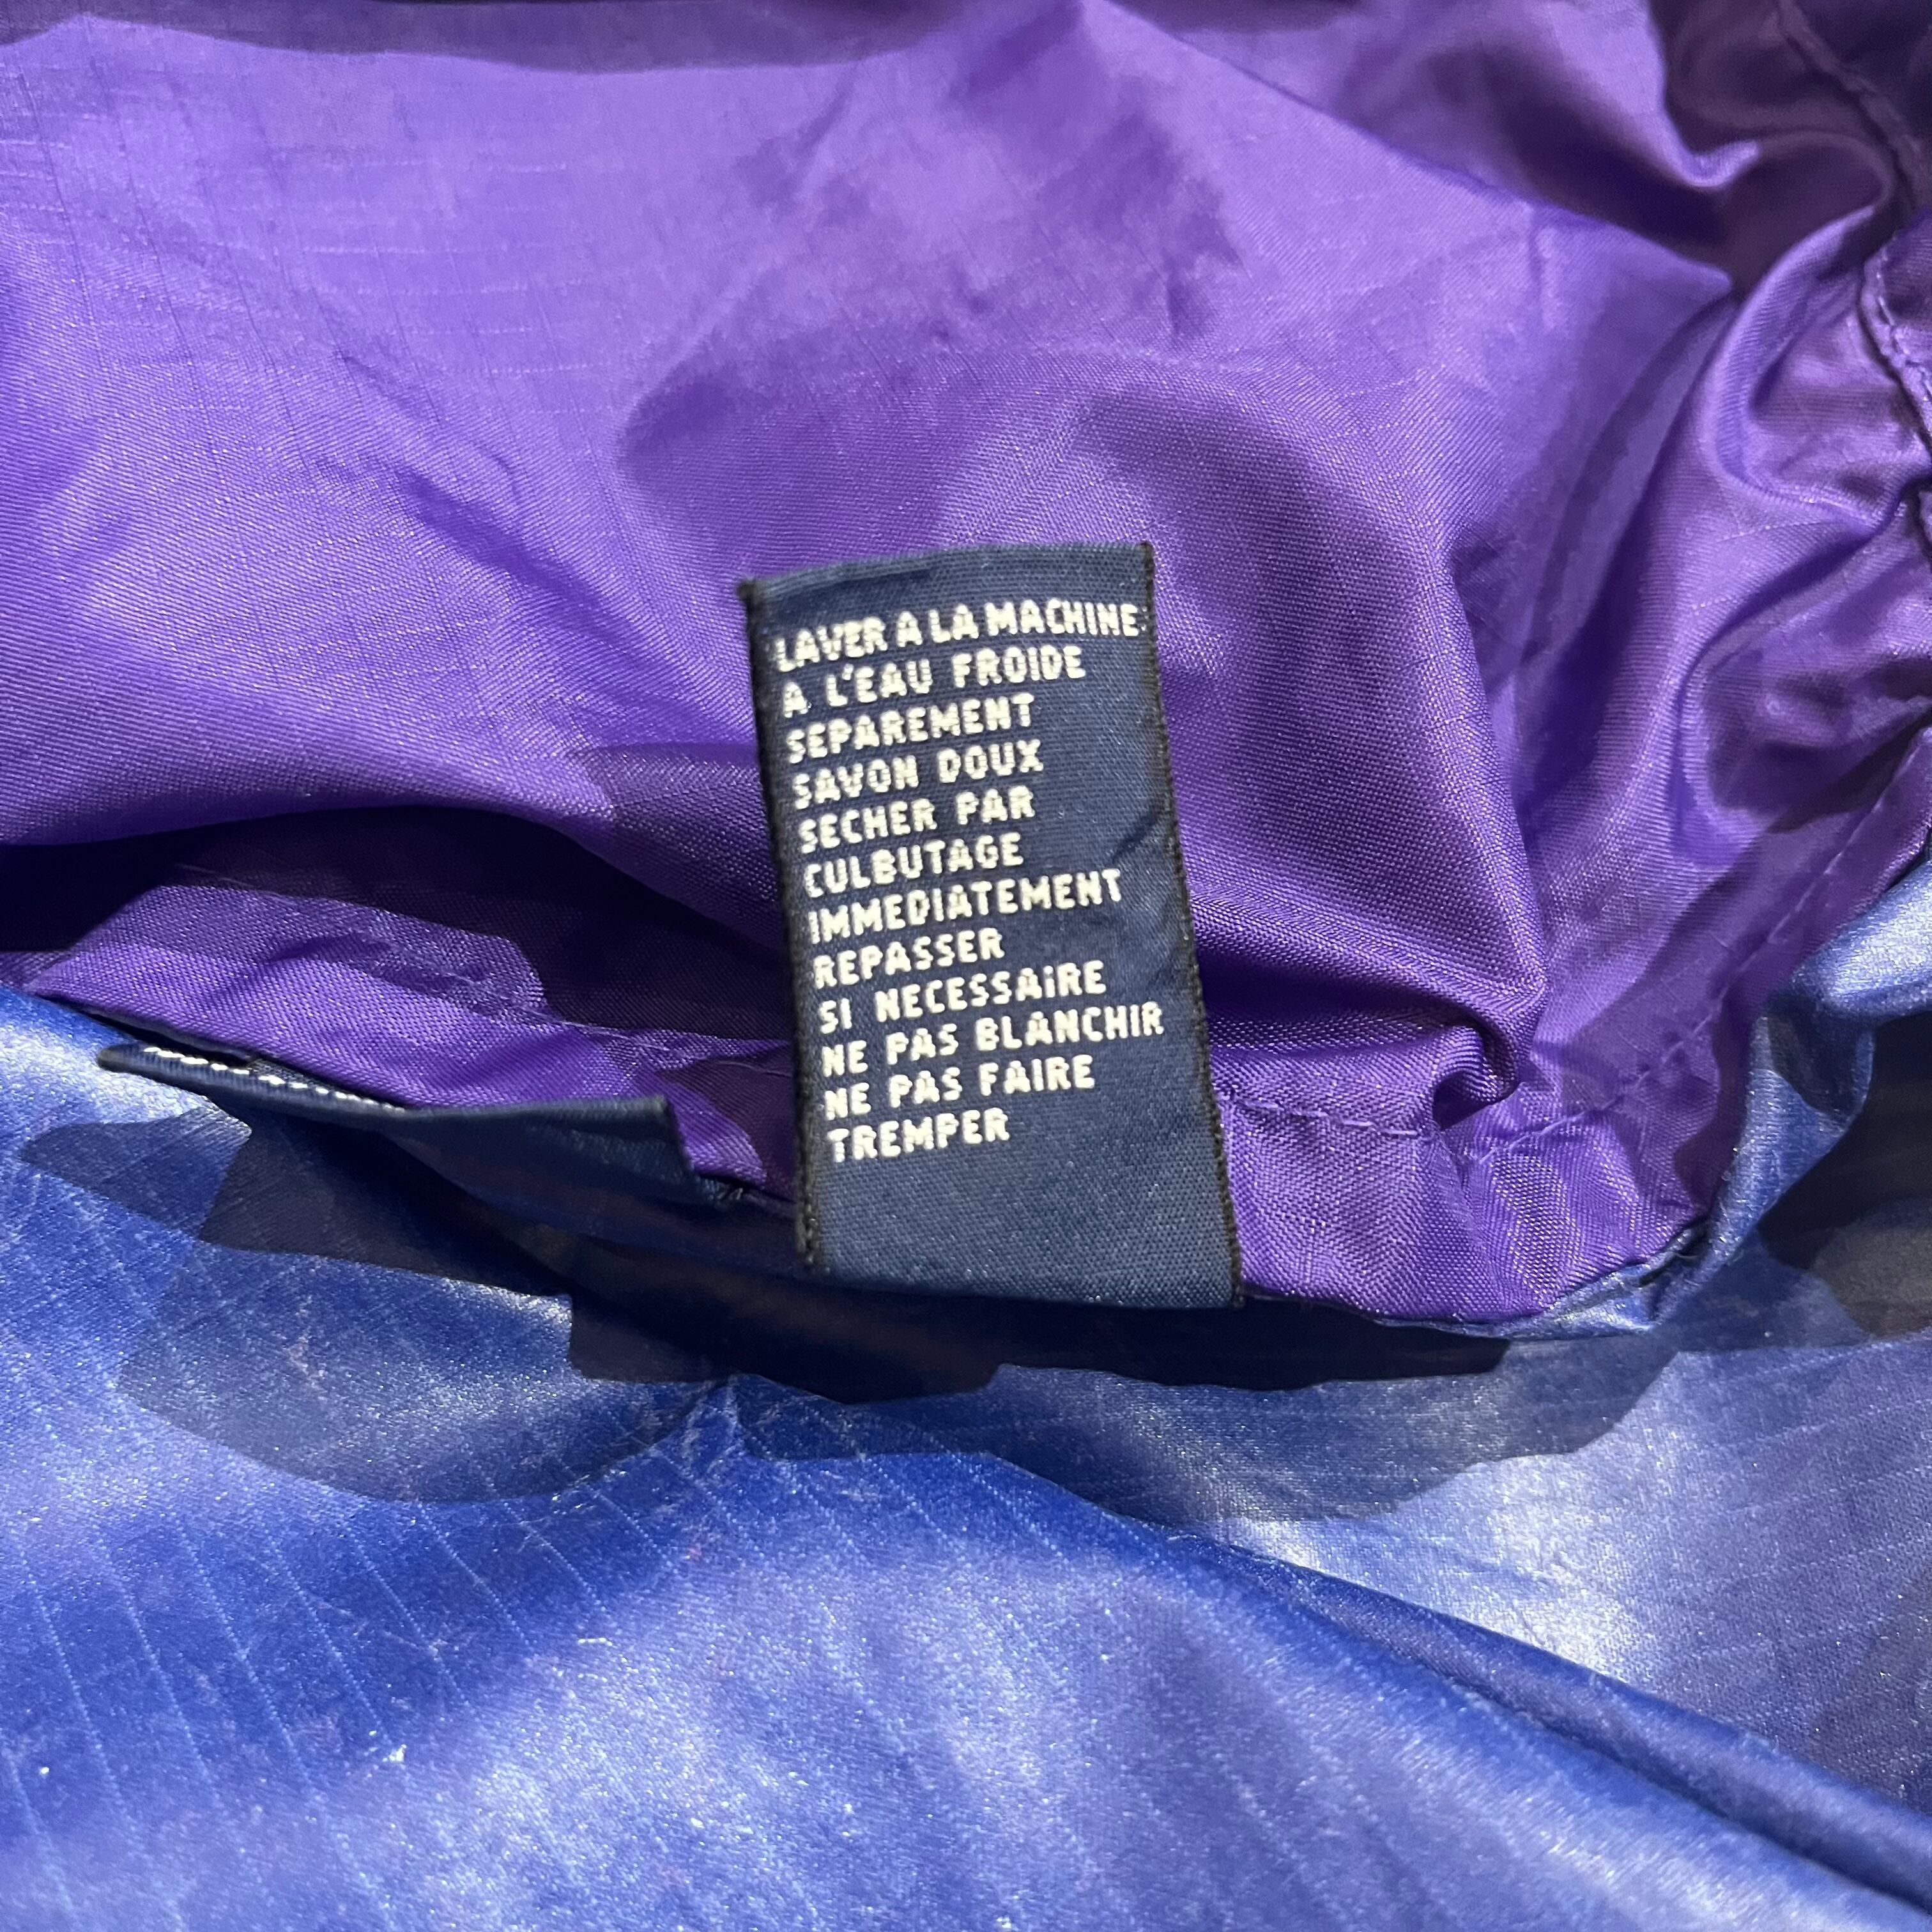 LAVER A LA MACHINE
A L'EAU FROIDE
SEPAREMENT
SAVON DOUX
SECHER PAR
CULBUTAGE
IMMEDIATEMENT
REPASSER
SI NECESSAIRE
NE PAS BLANCHIR
NE PAS FAIRE
TREMPER